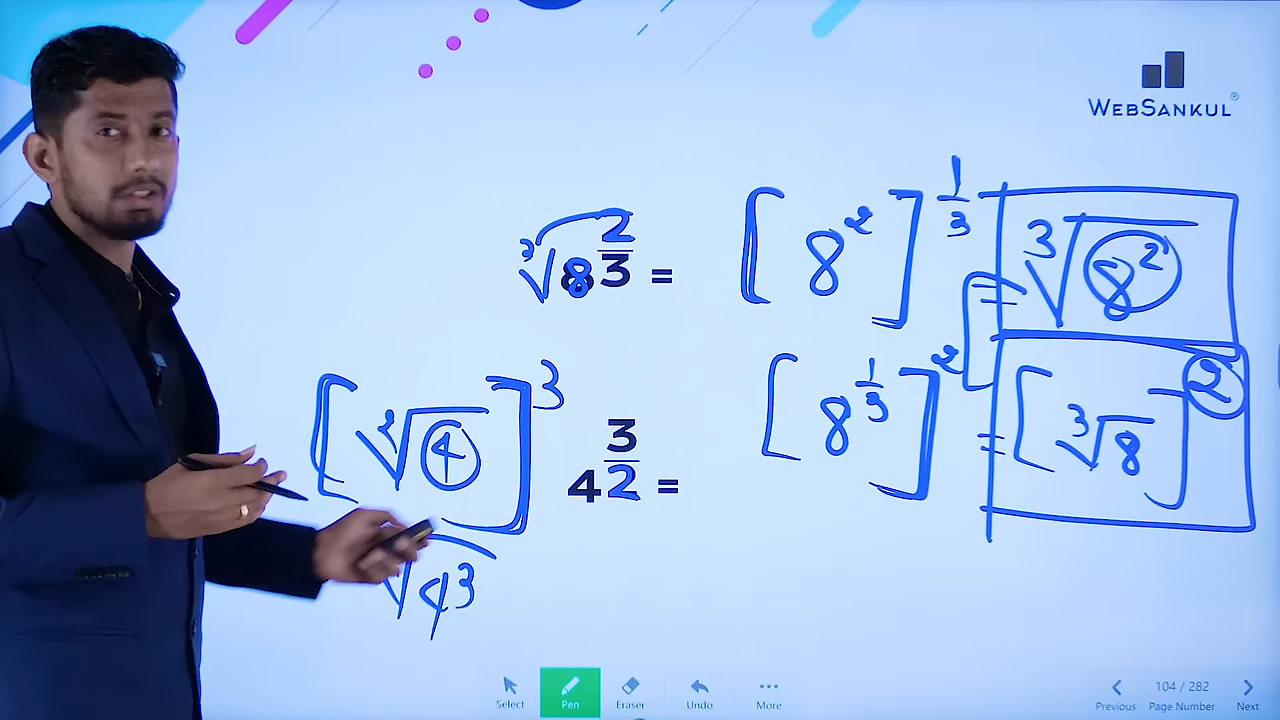 WEBSANKUL®
∛8^(2/3) = [8²]^(1/3) = ∛(8²)
[8^(1/3)]² = [∛8]²
[²√4]³ 4^(3/2) =
√4³
Select Pen Eraser Undo More
Previous 104 / 282 Page Number Next